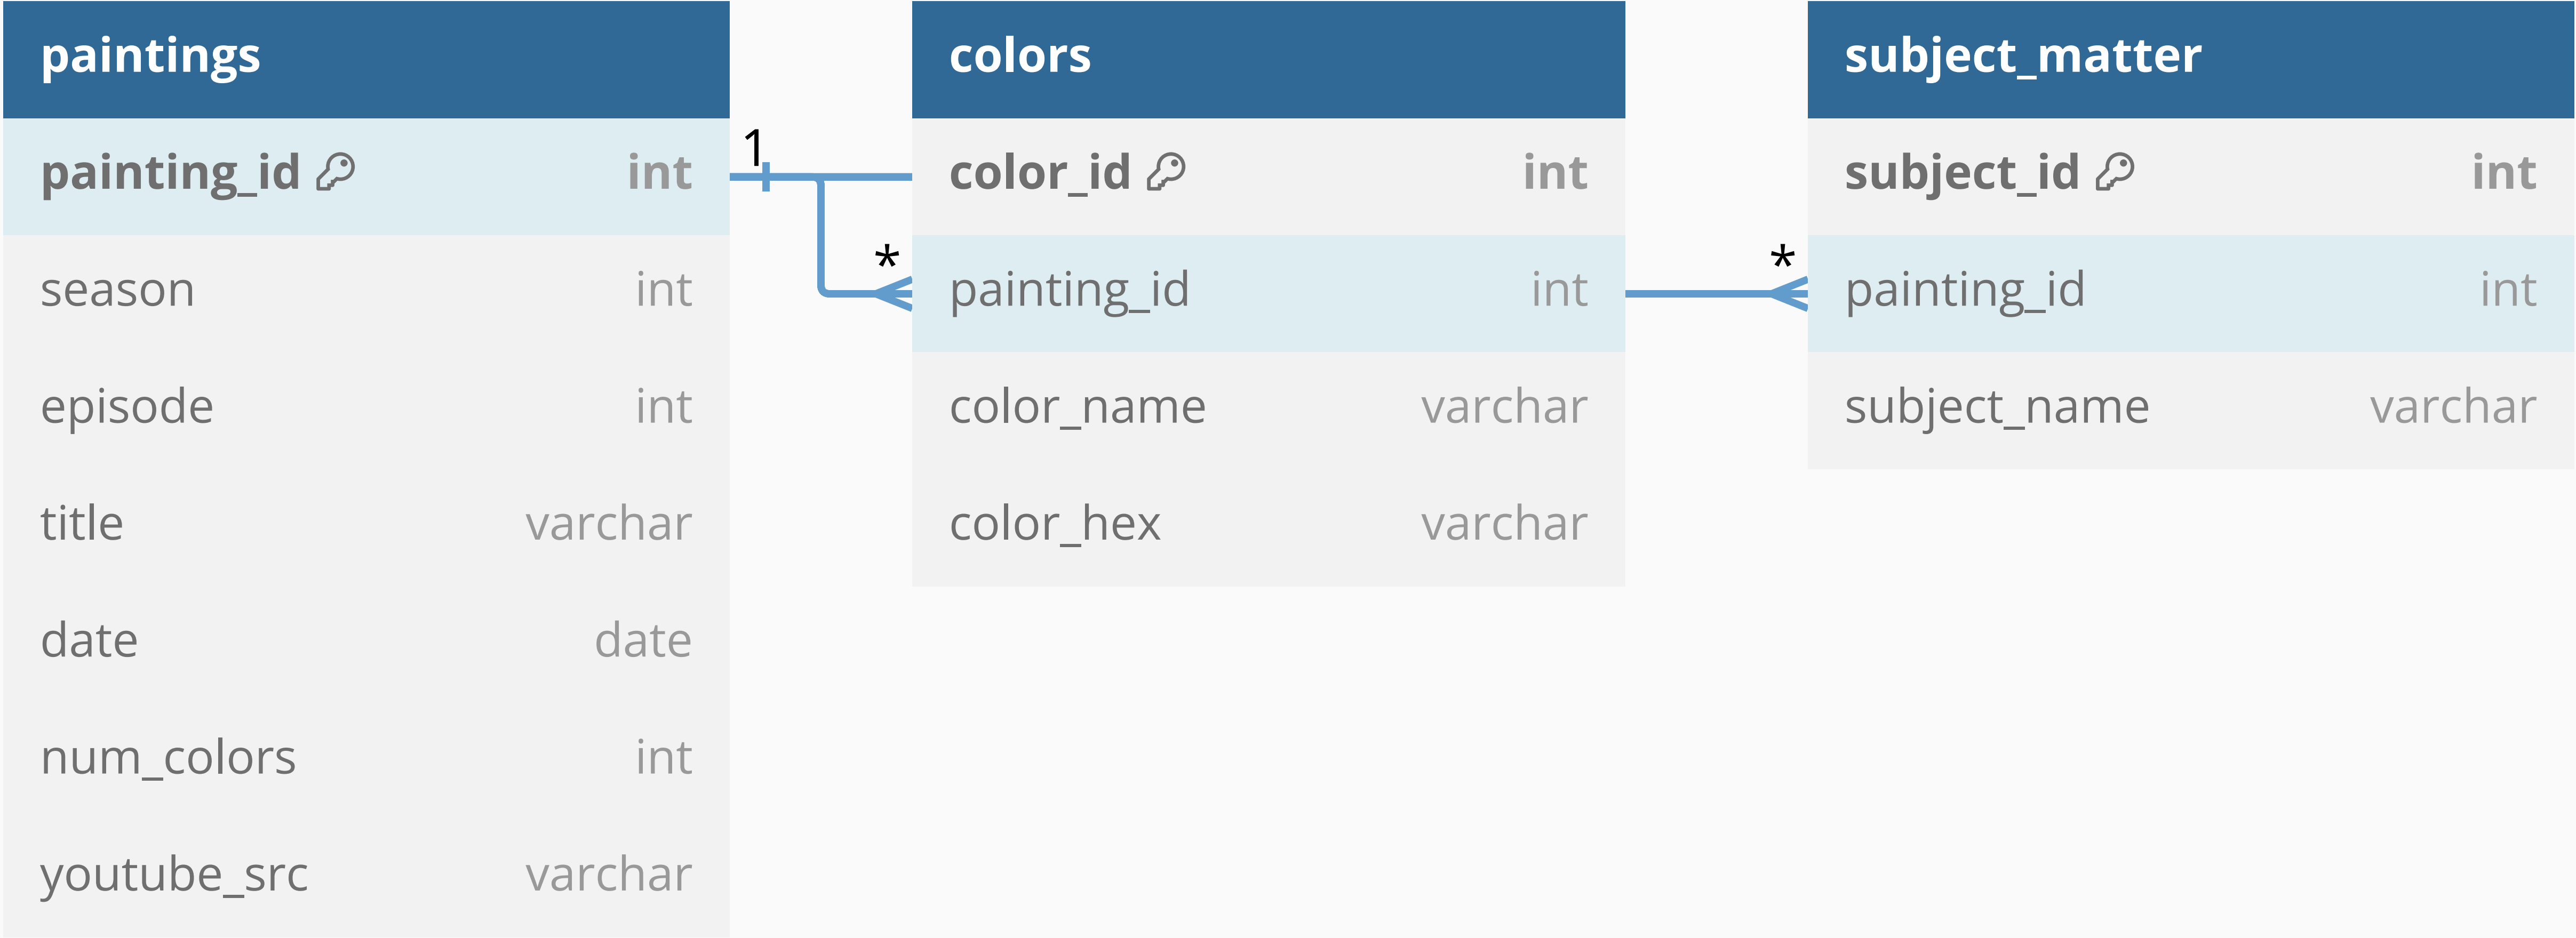 paintings
painting_id int
season int
episode int
title varchar
date date
num_colors int
youtube_src varchar
1
*
colors
color_id int
painting_id int
color_name varchar
color_hex varchar
*
subject_matter
subject_id int
painting_id int
subject_name varchar